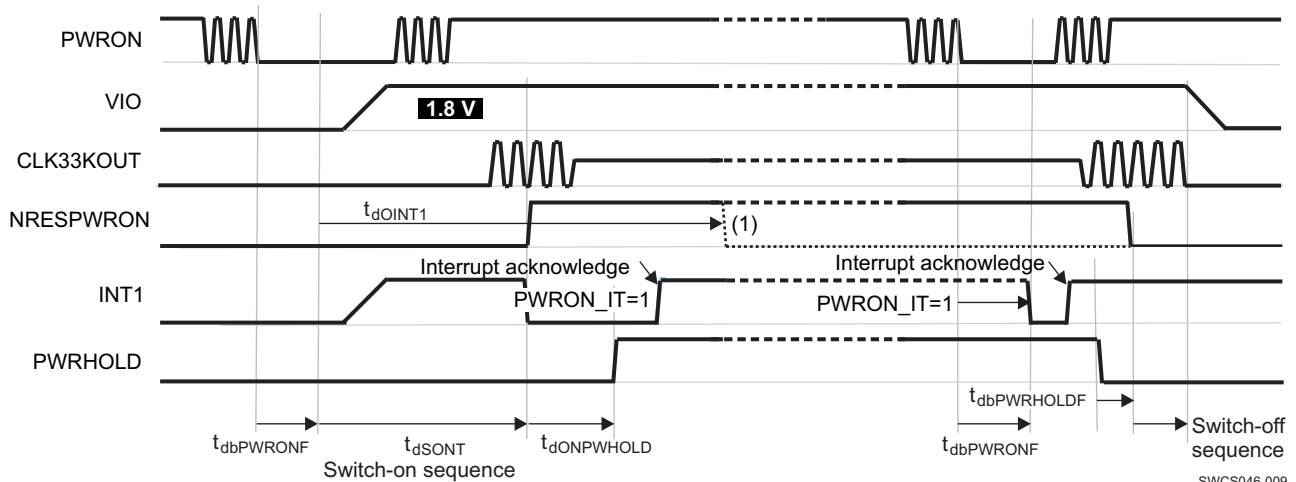 PWRON
VIO
1.8 V
CLK33KOUT
NRESPWRON
tdOINT1
(1)
Interrupt acknowledge
Interrupt acknowledge
INT1
PWRON_IT=1
PWRON_IT=1
PWRHOLD
tdbPWRHOLDF
tdbPWRONF
tdSONT
tdONPWHOLD
tdbPWRONF
Switch-off
sequence
Switch-on sequence
SWCS046-009